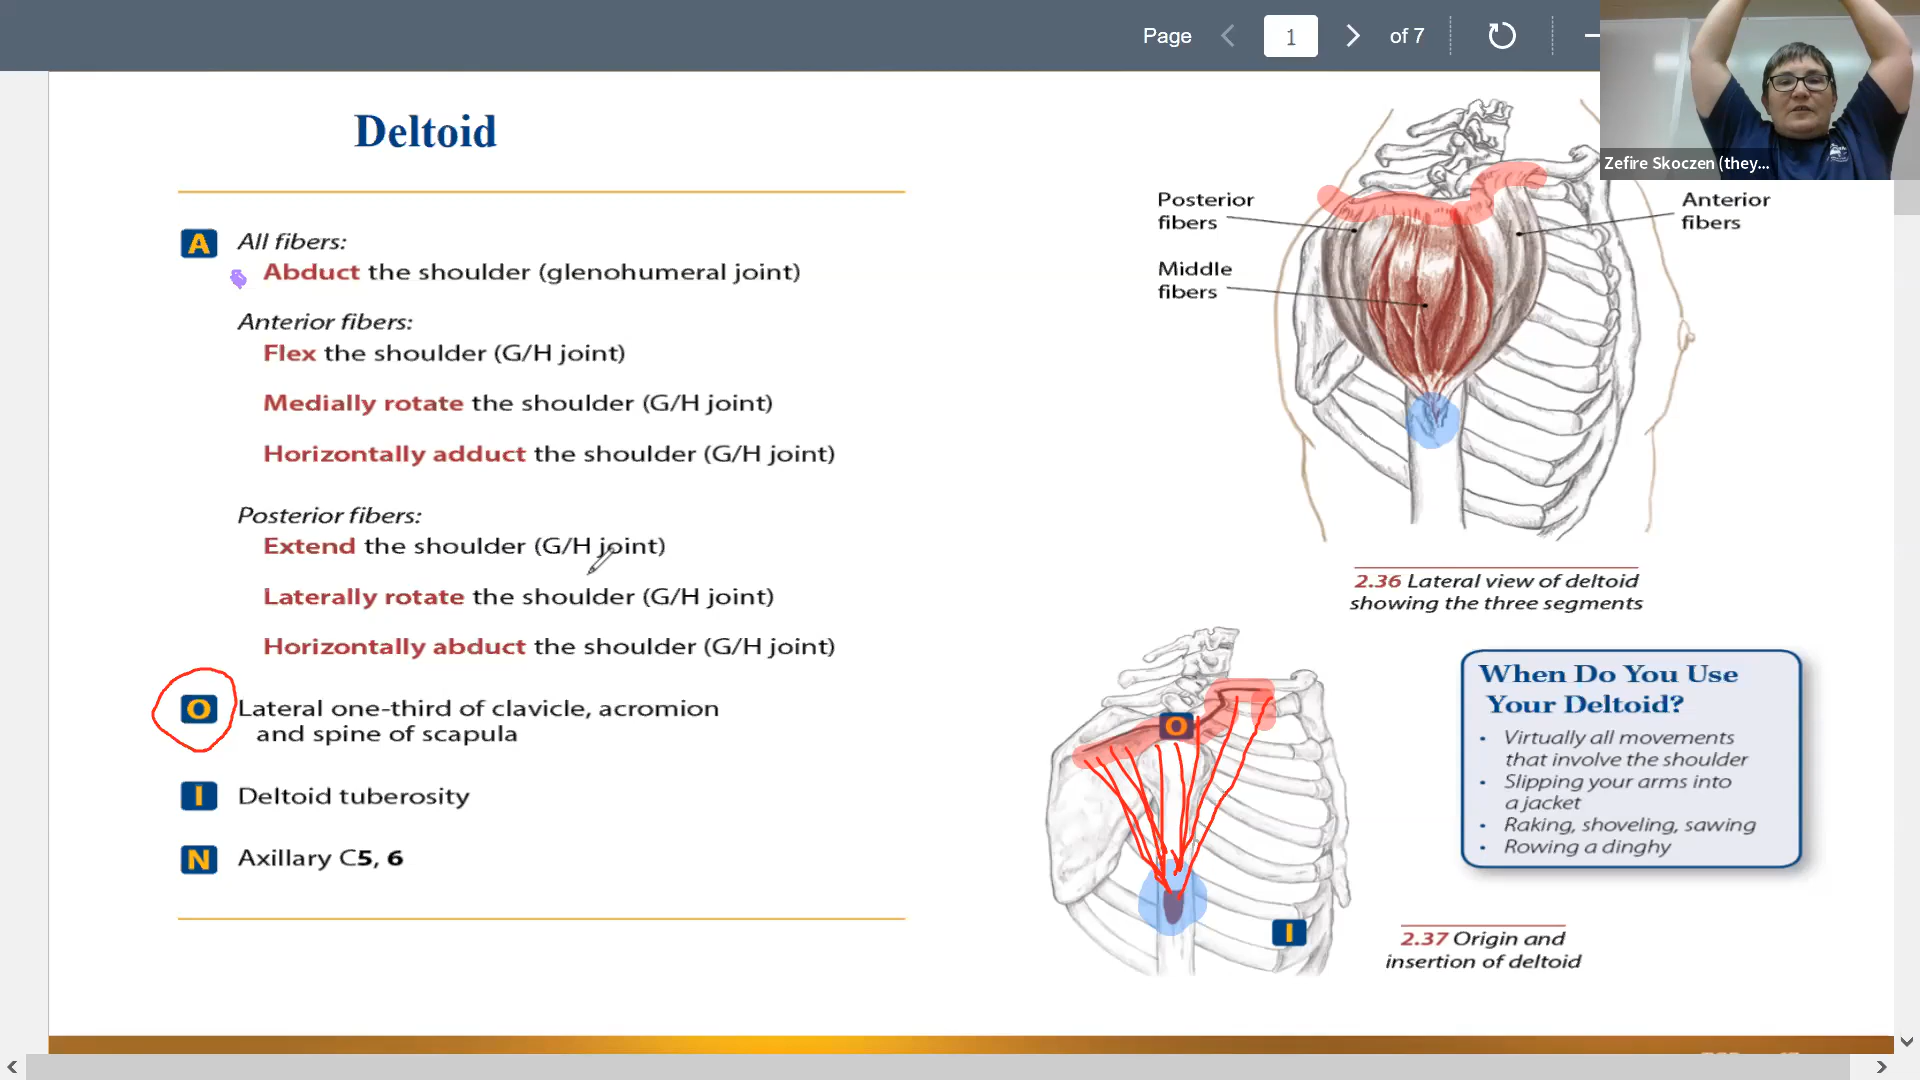 Page
1
of 7
Zefire Skoczen (they...
Deltoid
A
All fibers:
Abduct the shoulder (glenohumeral joint)
Anterior fibers:
Flex the shoulder (G/H joint)
Medially rotate the shoulder (G/H joint)
Horizontally adduct the shoulder (G/H joint)
Posterior fibers:
Extend the shoulder (G/H joint)
Laterally rotate the shoulder (G/H joint)
Horizontally abduct the shoulder (G/H joint)
O
Lateral one-third of clavicle, acromion
and spine of scapula
I
Deltoid tuberosity
N
Axillary C5, 6
Posterior
fibers
Middle
fibers
Anterior
fibers
2.36 Lateral view of deltoid
showing the three segments
O
I
When Do You Use
Your Deltoid?
• Virtually all movements
that involve the shoulder
• Slipping your arms into
a jacket
• Raking, shoveling, sawing
• Rowing a dinghy
2.37 Origin and
insertion of deltoid